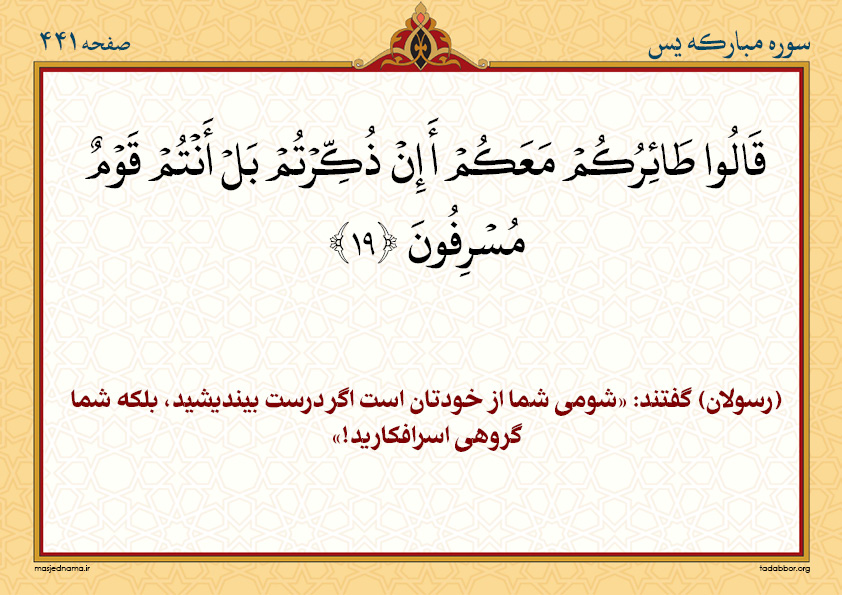 سوره مبارکه یس
صفحه ۴۴۱
قَالُوا طَائِرُكُمْ مَعَكُمْ أَإِنْ ذُكِّرْتُمْ بَلْ أَنْتُمْ قَوْمٌ
مُسْرِفُونَ ﴿۱۹﴾
(رسولان) گفتند: «شومی شما از خودتان است اگر درست بیندیشید، بلکه شما
گروهی اسرافکارید!»
masjednama.ir
tadabbor.org